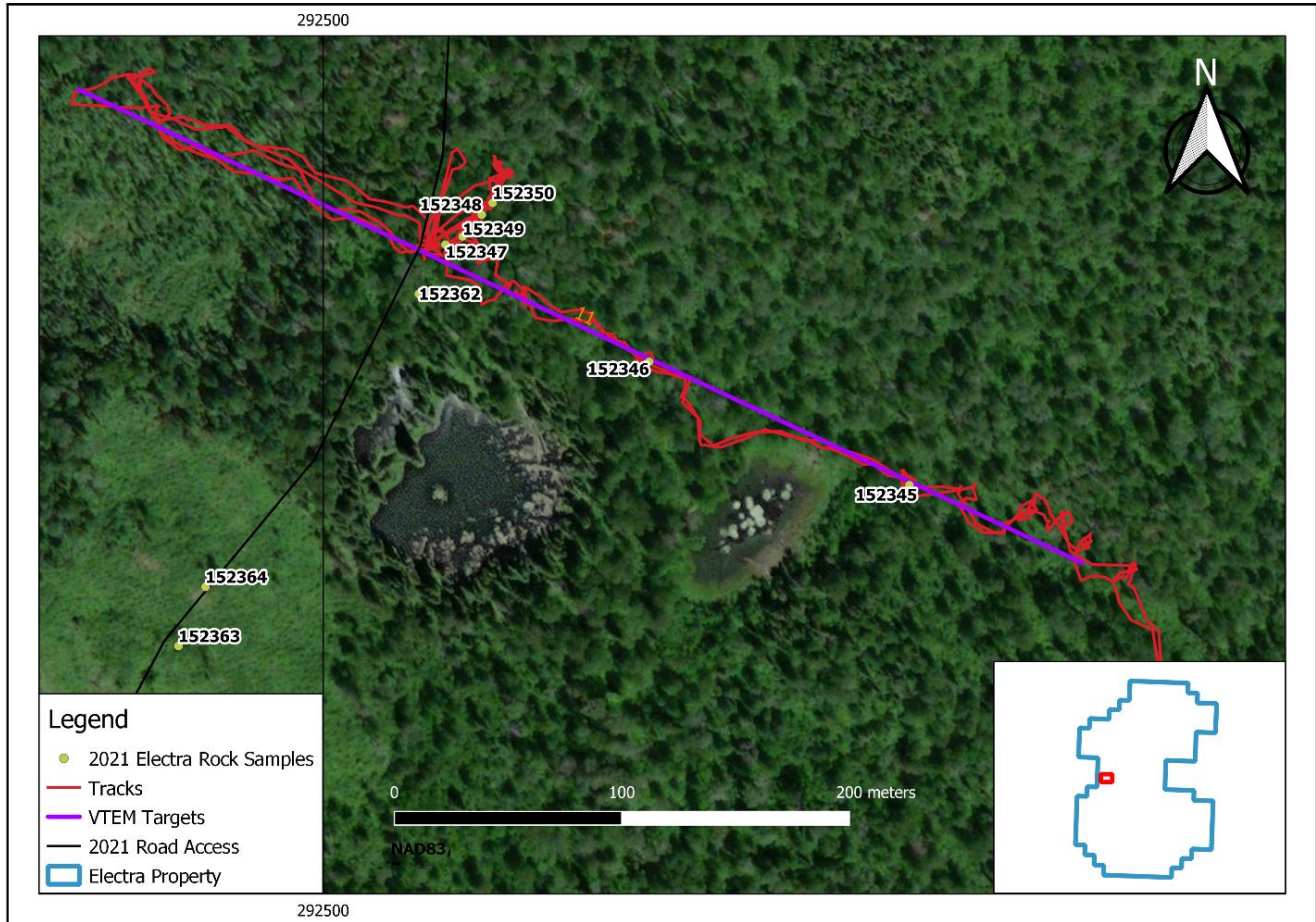 292500
N
152350
152348
152349
152347
152362
11
152346
152345
152364
152363
Legend
2021 Electra Rock Samples
Tracks
VTEM Targets
2021 Road Access
Electra Property
0 100 200 meters
NAD83,
292500